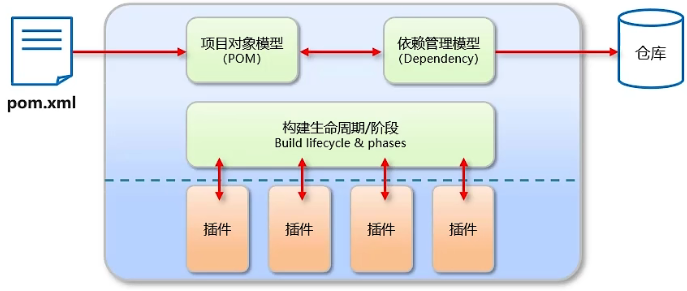 pom.xml
项目对象模型
（POM）
依赖管理模型
（Dependency）
仓库
构建生命周期/阶段
Build lifecycle & phases
插件
插件
插件
插件